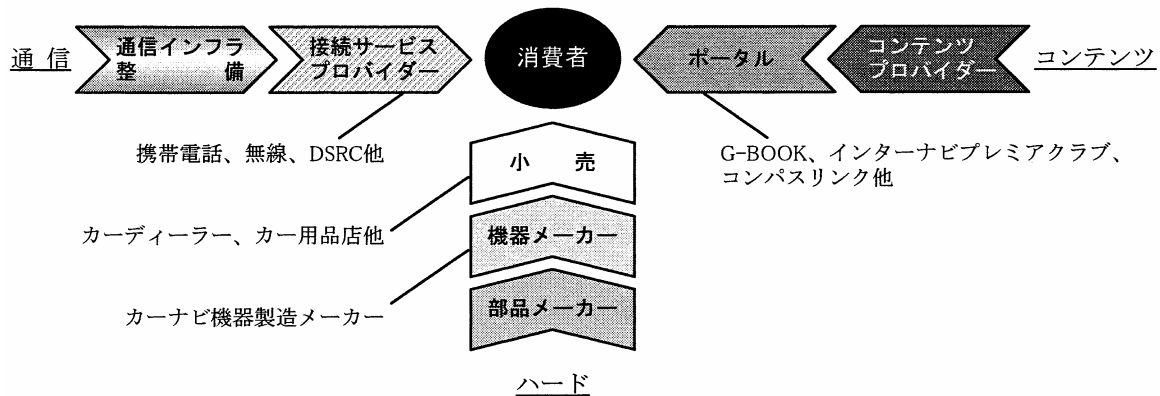 通 信
通信インフラ
整 備
接続サービス
プロバイダー
消費者
ポータル
コンテンツ
プロバイダー
コンテンツ
携帯電話、無線、DSRC他
G-BOOK、インターナビプレミアクラブ、
コンパスリンク他
小 売
カーディーラー、カー用品店他
機器メーカー
カーナビ機器製造メーカー
部品メーカー
ハード